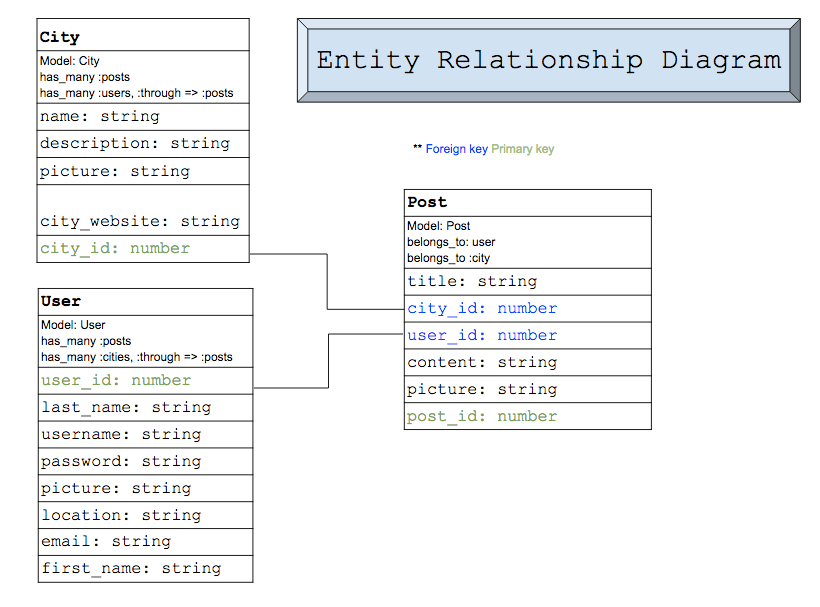 City
Model: City
has_many :posts
has_many :users, :through => :posts
name: string
description: string
picture: string
city_website: string
city_id: number
Entity Relationship Diagram
** Foreign key Primary key
Post
Model: Post
belongs_to: user
belongs_to :city
title: string
city_id: number
user_id: number
content: string
picture: string
post_id: number
User
Model: User
has_many :posts
has_many :cities, :through => :posts
user_id: number
last_name: string
username: string
password: string
picture: string
location: string
email: string
first_name: string